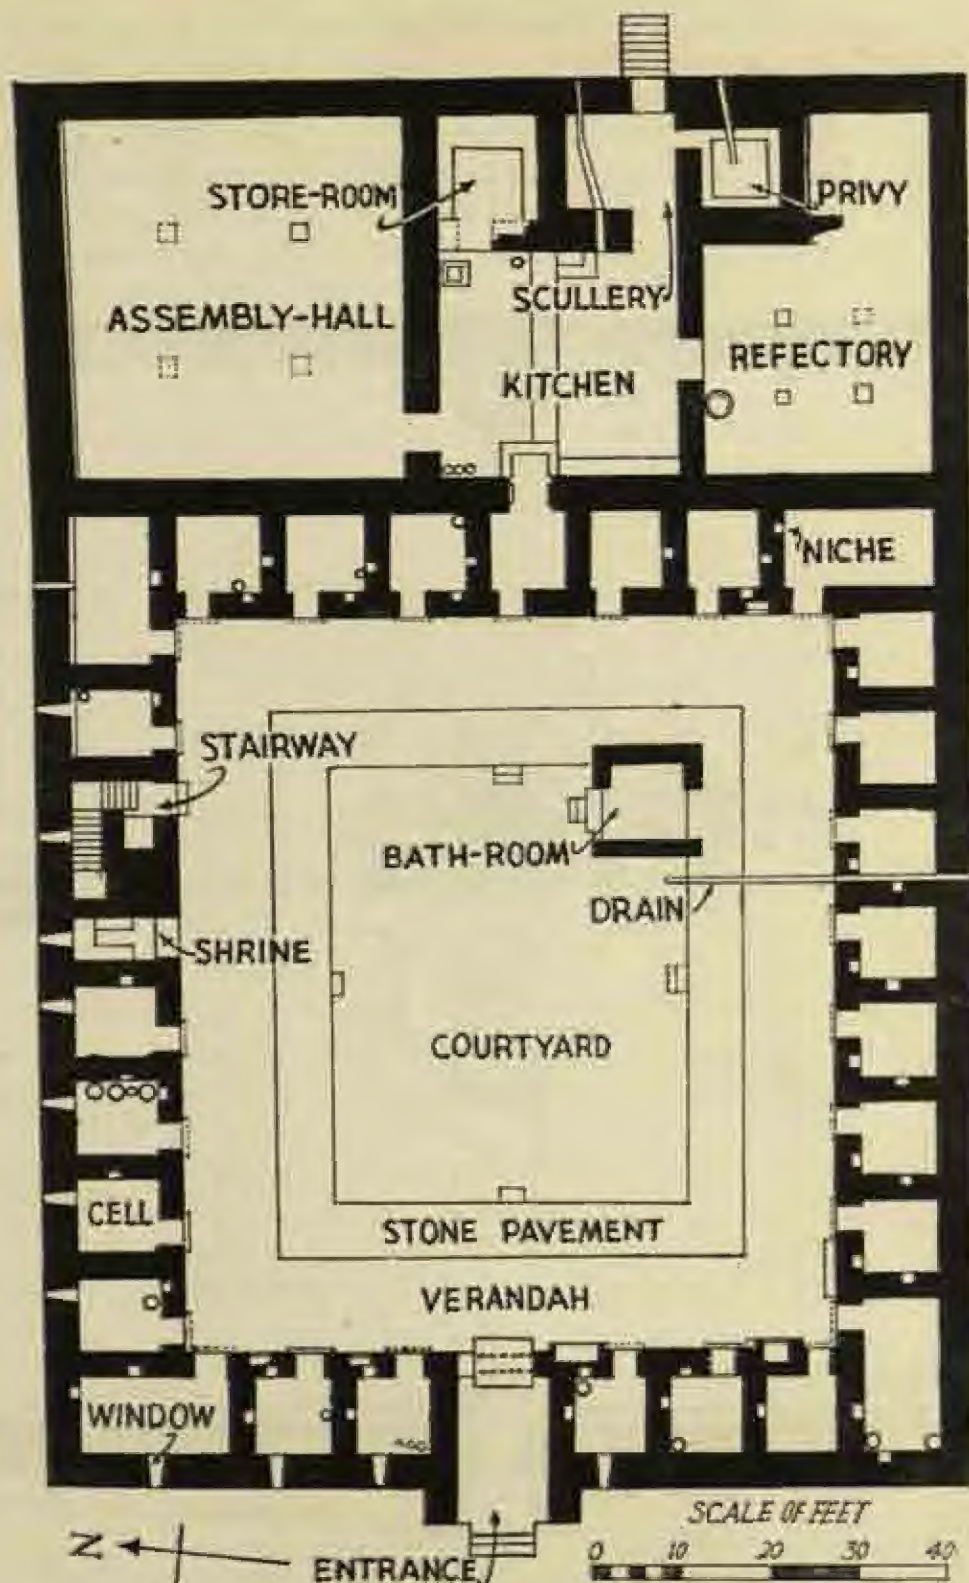 STORE-ROOM
PRIVY
SCULLERY
ASSEMBLY-HALL
REFECTORY
KITCHEN
NICHE
STAIRWAY
BATH-ROOM
DRAIN
SHRINE
COURTYARD
CELL
STONE PAVEMENT
VERANDAH
WINDOW
SCALE OF FEET
N
ENTRANCE
0 10 20 30 40